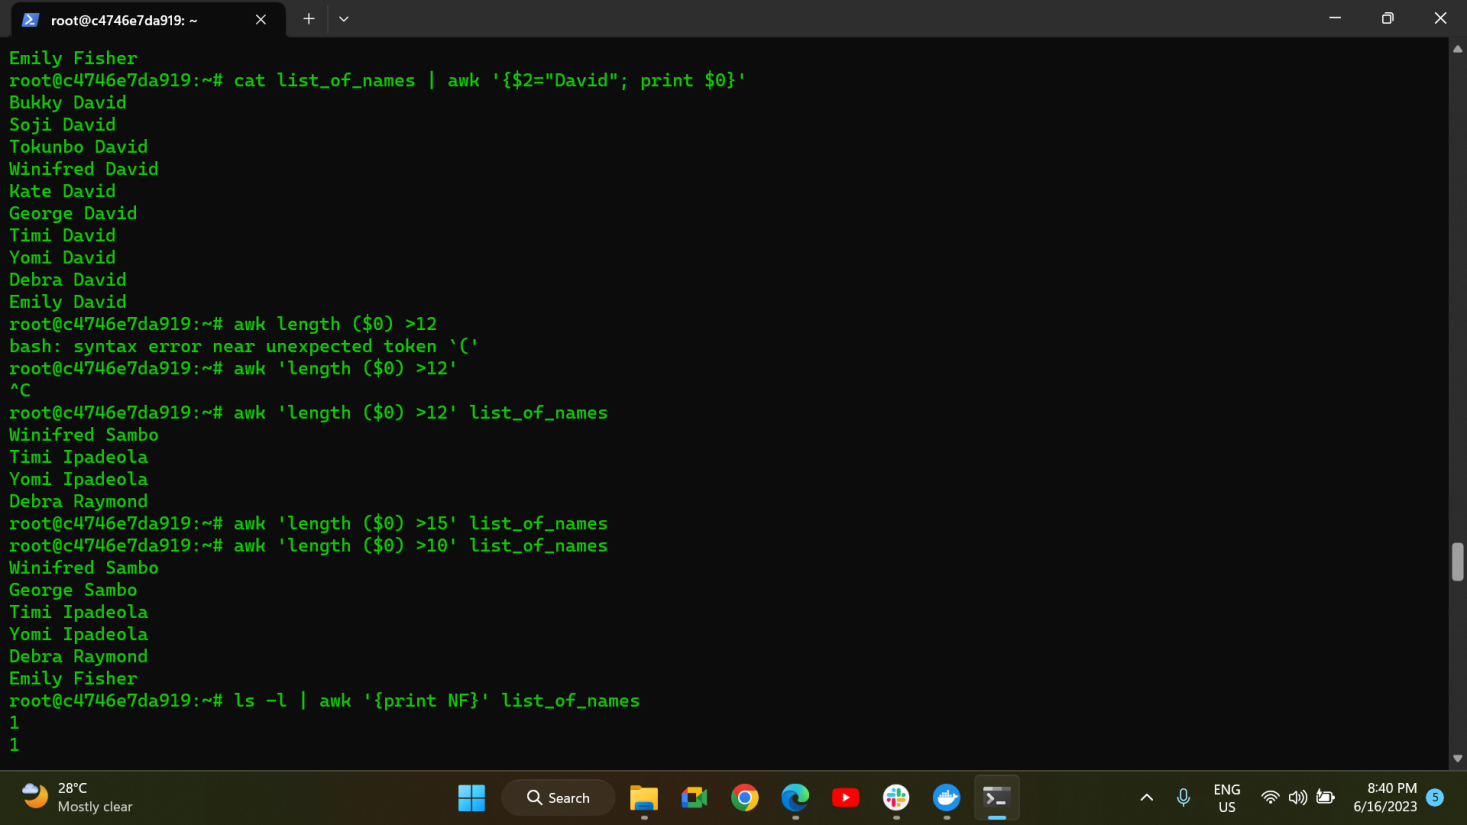 root@c4746e7da919: ~
Emily Fisher
root@c4746e7da919:~# cat list_of_names | awk '{$2="David"; print $0}'
Bukky David
Soji David
Tokunbo David
Winifred David
Kate David
George David
Timi David
Yomi David
Debra David
Emily David
root@c4746e7da919:~# awk length ($0) >12
bash: syntax error near unexpected token `('
root@c4746e7da919:~# awk 'length ($0) >12'
^C
root@c4746e7da919:~# awk 'length ($0) >12' list_of_names
Winifred Sambo
Timi Ipadeola
Yomi Ipadeola
Debra Raymond
root@c4746e7da919:~# awk 'length ($0) >15' list_of_names
root@c4746e7da919:~# awk 'length ($0) >10' list_of_names
Winifred Sambo
George Sambo
Timi Ipadeola
Yomi Ipadeola
Debra Raymond
Emily Fisher
root@c4746e7da919:~# ls -l | awk '{print NF}' list_of_names
1
1
28°C
Mostly clear
Search
ENG
US
8:40 PM
6/16/2023
5